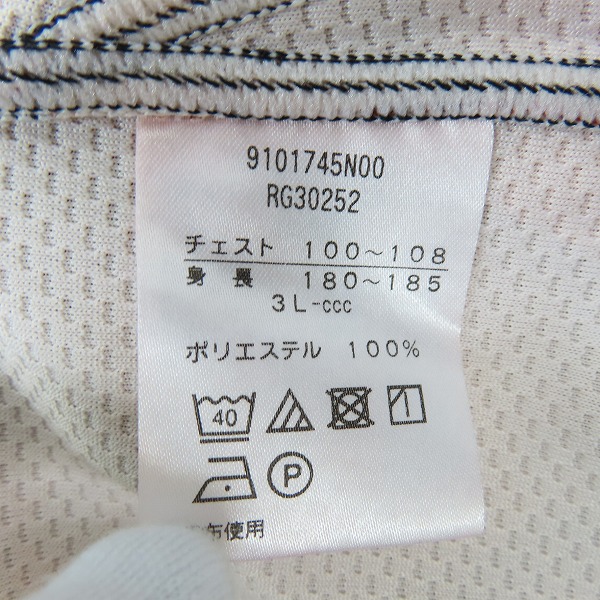 9101745N00
RG30252
チェスト 100~108
身長 180~185
3L-ccc
ポリエステル 100%
40
P
布使用